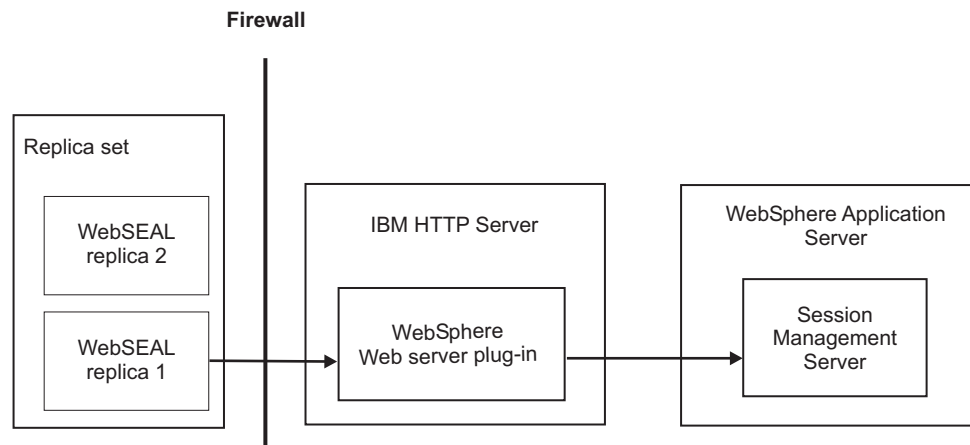 Firewall
Replica set
WebSEAL
replica 2
WebSEAL
replica 1
IBM HTTP Server
WebSphere
Web server plug-in
WebSphere Application
Server
Session
Management
Server